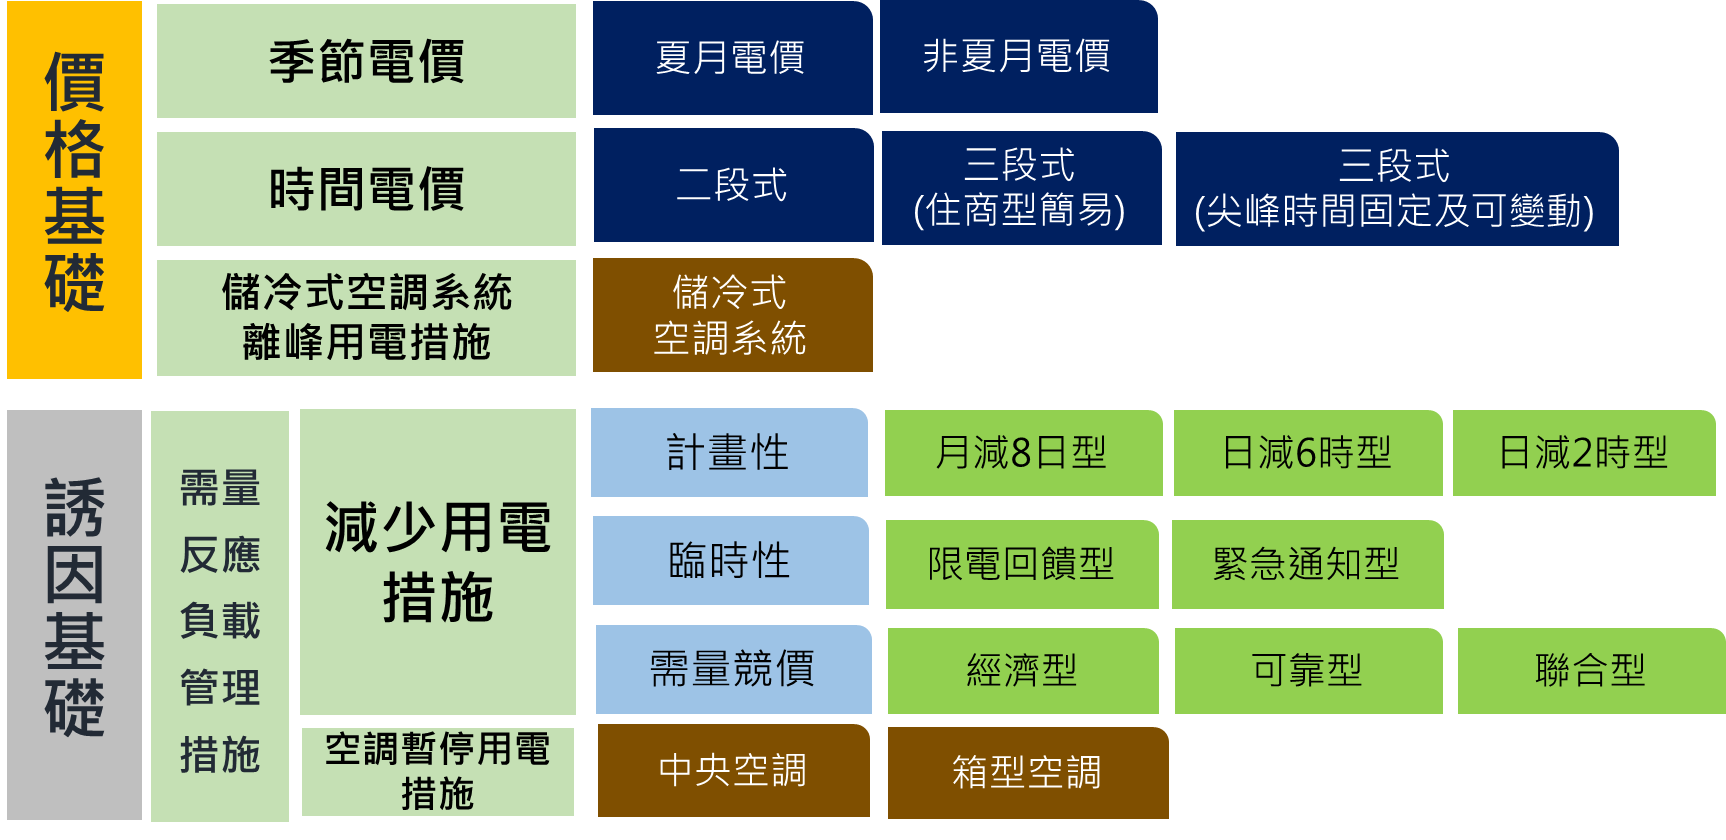 價格基礎
季節電價
夏月電價
非夏月電價
時間電價
二段式
三段式
(住商型簡易)
三段式
(尖峰時間固定及可變動)
儲冷式空調系統
離峰用電措施
儲冷式
空調系統
誘因基礎
需量
反應
負載
管理
措施
減少用電
措施
計畫性
月減8日型
日減6時型
日減2時型
臨時性
限電回饋型
緊急通知型
需量競價
經濟型
可靠型
聯合型
空調暫停用電
措施
中央空調
箱型空調